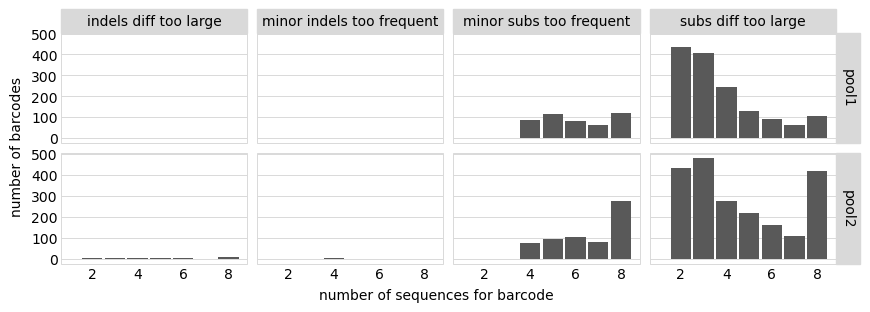 indels diff too large minor indels too frequent minor subs too frequent subs diff too large
500
400
300
200
100
0
pool1
500
400
300
200
100
0
pool2
number of barcodes
2 4 6 8 2 4 6 8 2 4 6 8 2 4 6 8
number of sequences for barcode